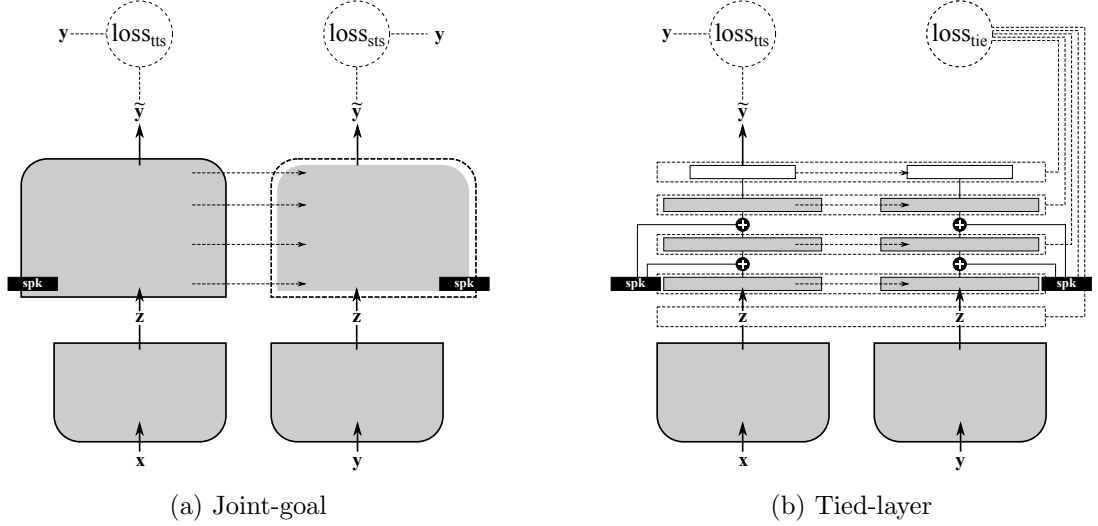 y loss_tts loss_sts y
ỹ ỹ
spk spk
z z
x y
(a) Joint-goal
y loss_tts loss_tie
ỹ
spk spk
z z
x y
(b) Tied-layer